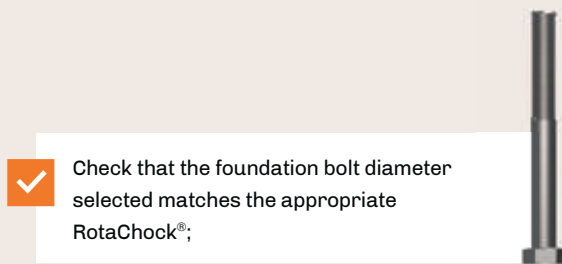 Check that the foundation bolt diameter
selected matches the appropriate
RotaChock®;